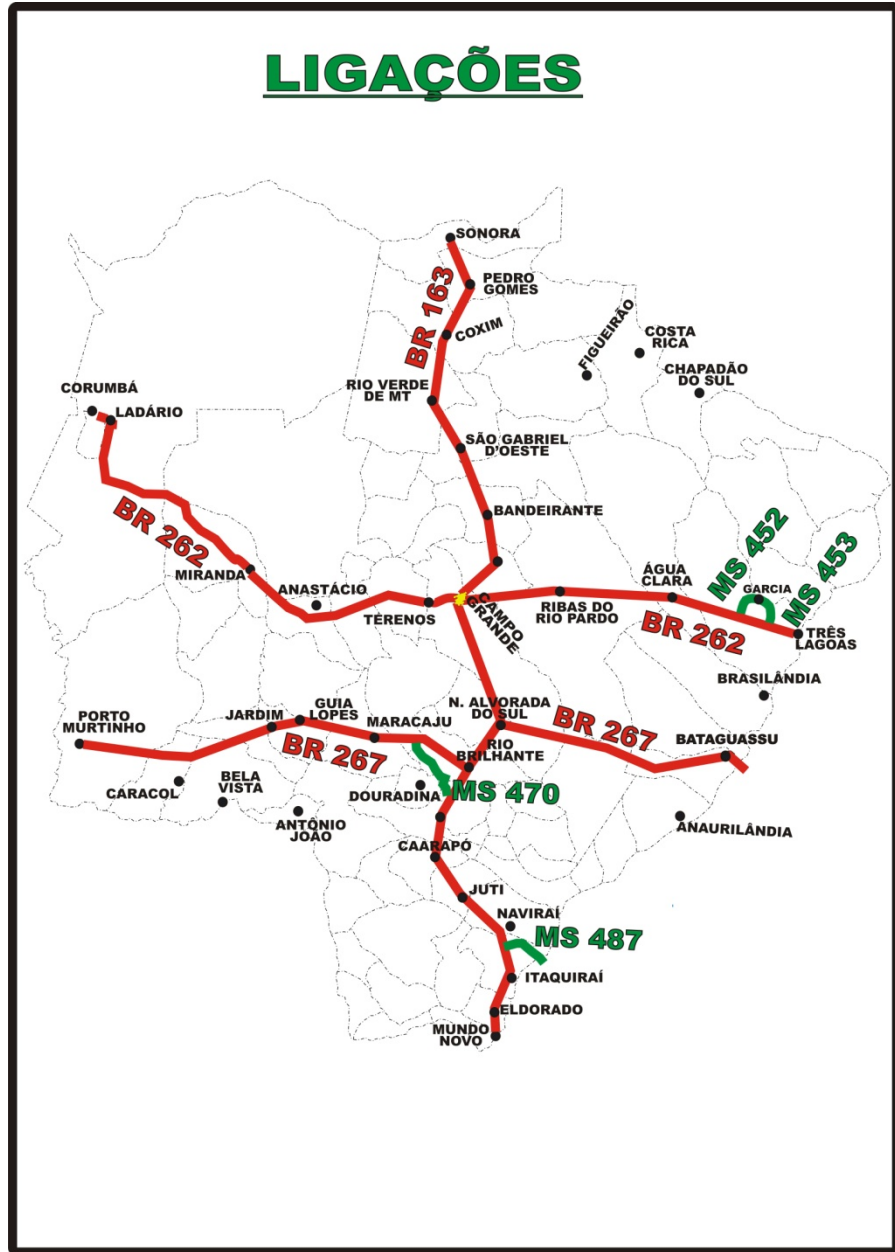 LIGAÇÕES
SONORA
PEDRO
GOMES
BR 163
COXIM
FIGUEIRÃO
COSTA
RICA
CHAPADÃO
DO SUL
RIO VERDE
DE MT
CORUMBÁ
LADÁRIO
SÃO GABRIEL
D'OESTE
BANDEIRANTE
BR 262
MIRANDA
ANASTÁCIO
TERENOS
CAMPO
GRANDE
RIBAS DO
RIO PARDO
ÁGUA
CLARA
BR 262
MS 452
GARCIA
MS 453
TRÊS
LAGOAS
BRASILÂNDIA
PORTO
MURTINHO
JARDIM
GUIA
LOPES
MARACAJU
N. ALVORADA
DO SUL
BR 267
BATAGUASSU
BR 267
RIO
BRILHANTE
CARACOL
BELA
VISTA
ANTÔNIO
JOÃO
DOURADINA
MS 470
ANAURILÂNDIA
CAARAPÓ
JUTI
NAVIRAÍ
MS 487
ITAQUIRAÍ
ELDORADO
MUNDO
NOVO